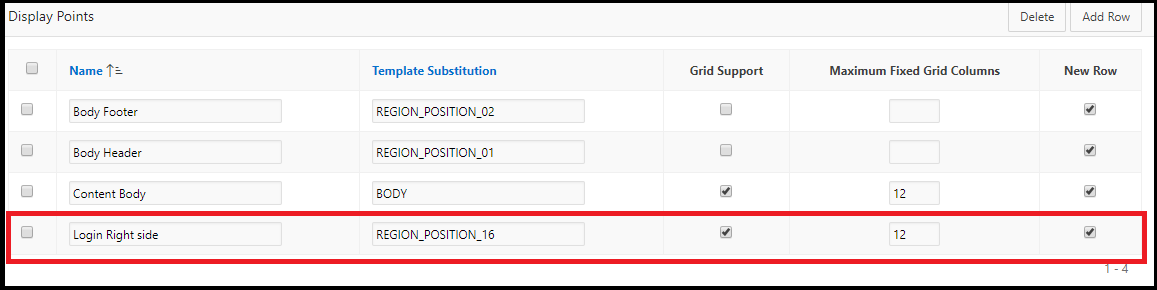 Display Points
Delete Add Row
Name Template Substitution Grid Support Maximum Fixed Grid Columns New Row
Body Footer REGION_POSITION_02
Body Header REGION_POSITION_01
Content Body BODY 12
Login Right side REGION_POSITION_16 12
1 - 4